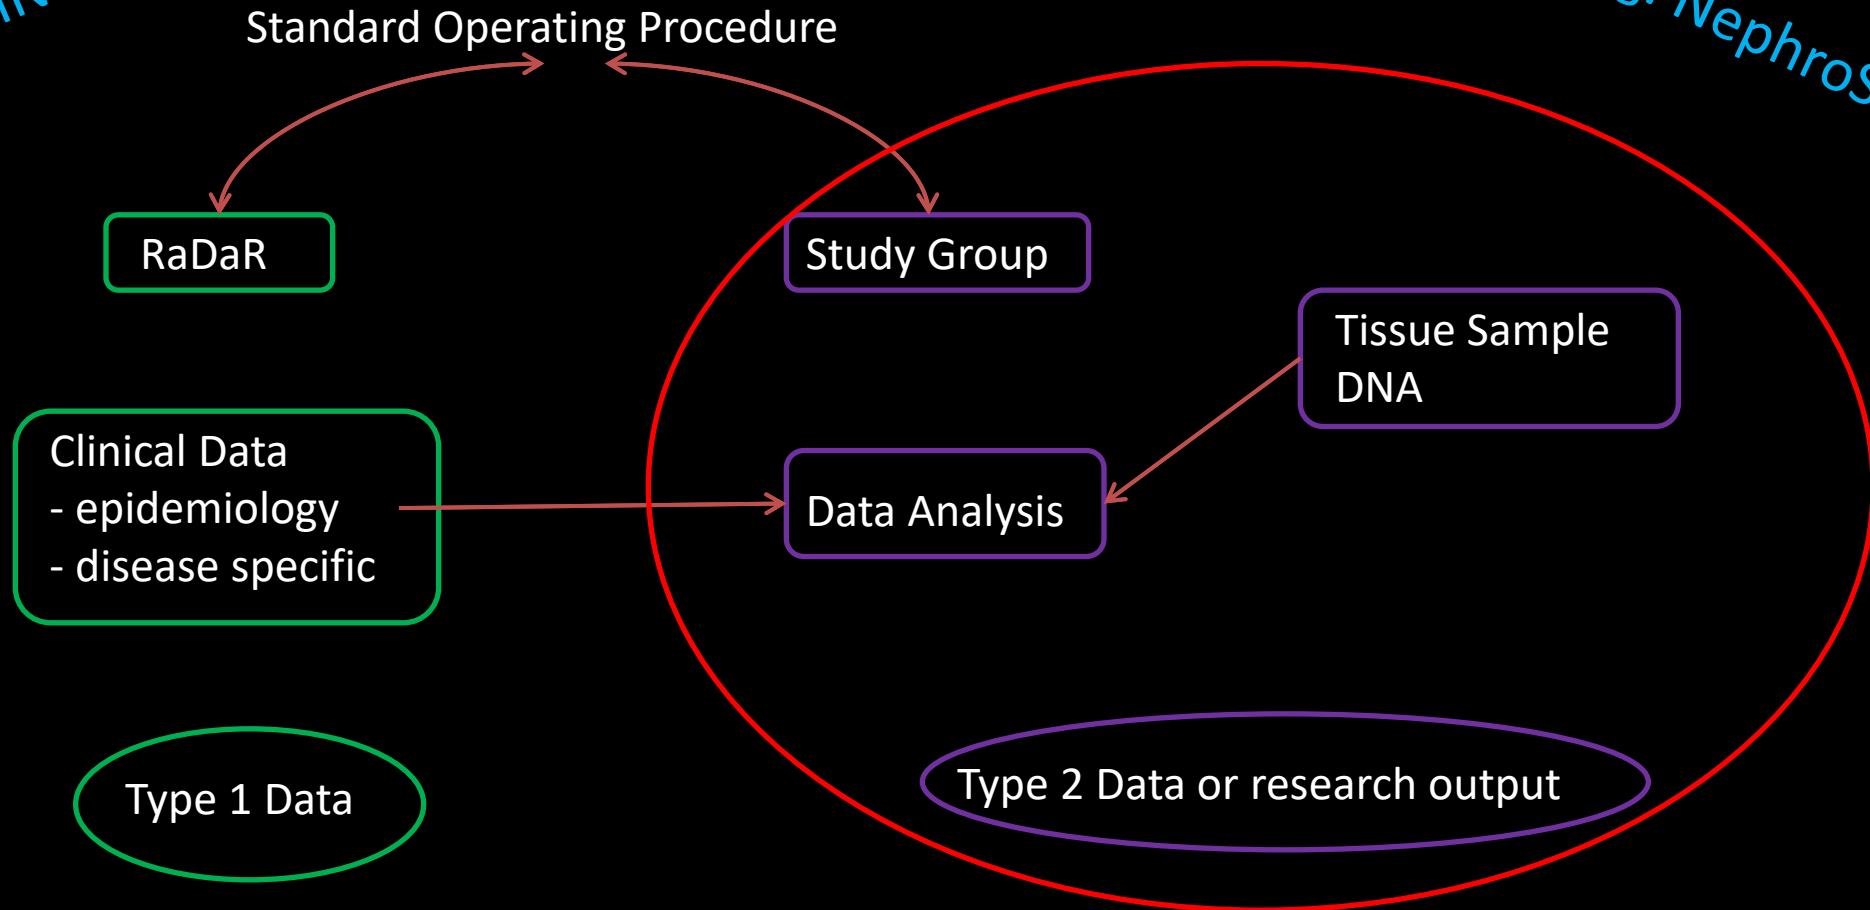 Standard Operating Procedure
RaDaR
Study Group
Tissue Sample
DNA
Clinical Data
- epidemiology
- disease specific
Data Analysis
Type 1 Data
Type 2 Data or research output